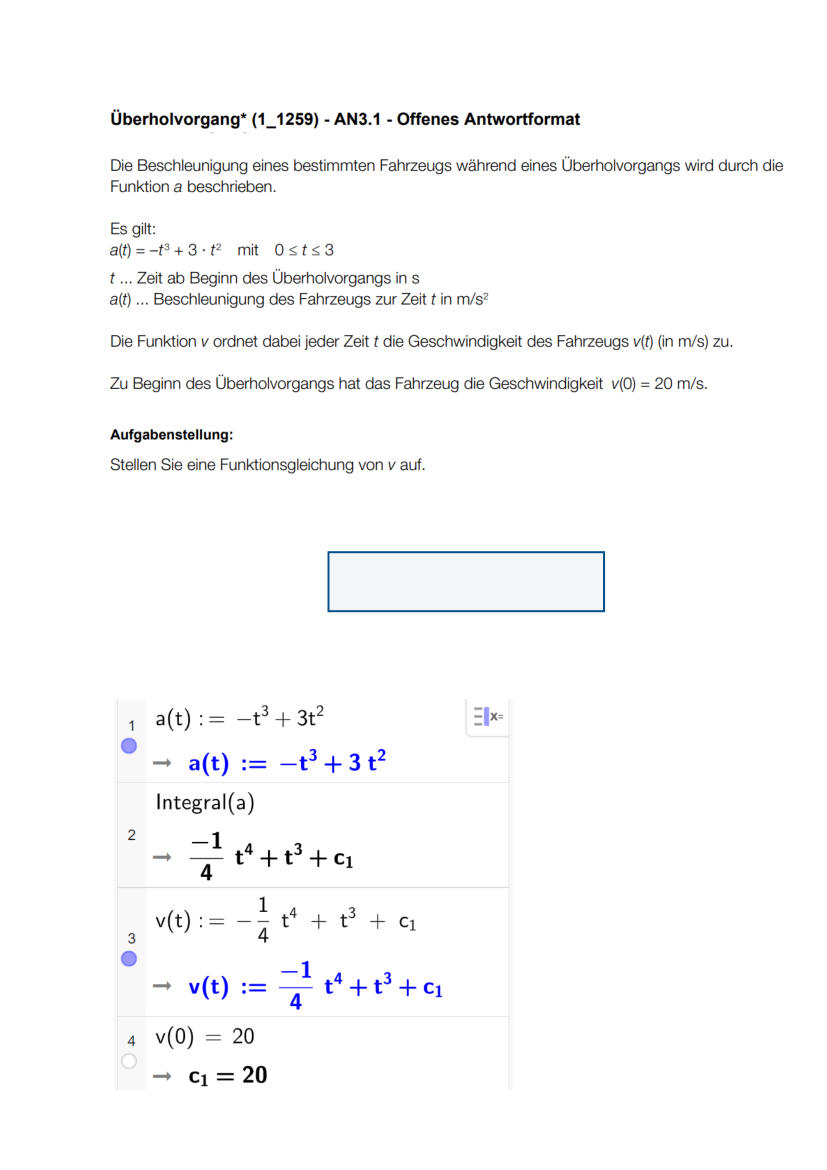 Überholvorgang* (1_1259) - AN3.1 - Offenes Antwortformat
Die Beschleunigung eines bestimmten Fahrzeugs während eines Überholvorgangs wird durch die
Funktion a beschrieben.
Es gilt:
a(t) = –t³ + 3 · t² mit 0 ≤ t ≤ 3
t ... Zeit ab Beginn des Überholvorgangs in s
a(t) ... Beschleunigung des Fahrzeugs zur Zeit t in m/s²
Die Funktion v ordnet dabei jeder Zeit t die Geschwindigkeit des Fahrzeugs v(t) (in m/s) zu.
Zu Beginn des Überholvorgangs hat das Fahrzeug die Geschwindigkeit v(0) = 20 m/s.
Aufgabenstellung:
Stellen Sie eine Funktionsgleichung von v auf.
1 a(t) := −t³ + 3t² x=
→ a(t) := −t³ + 3 t²
Integral(a)
2 → −1/4 t⁴ + t³ + c₁
3 v(t) := − 1/4 t⁴ + t³ + c₁
→ v(t) := −1/4 t⁴ + t³ + c₁
4 v(0) = 20
→ c₁ = 20